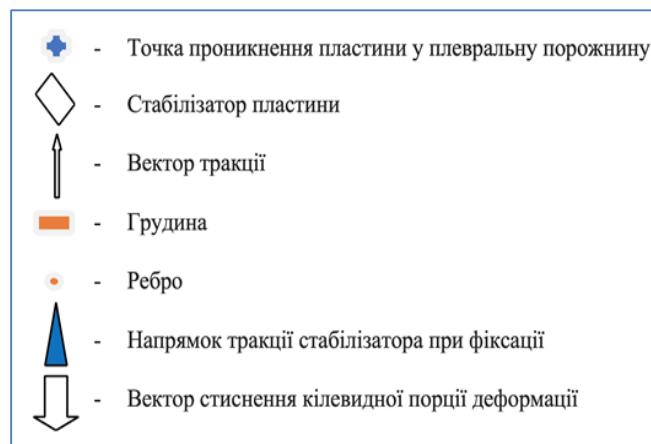 - Точка проникнення пластини у плевральну порожнину
- Стабілізатор пластини
- Вектор тракції
- Грудина
- Ребро
- Напрямок тракції стабілізатора при фіксації
- Вектор стиснення кілевидної порції деформації